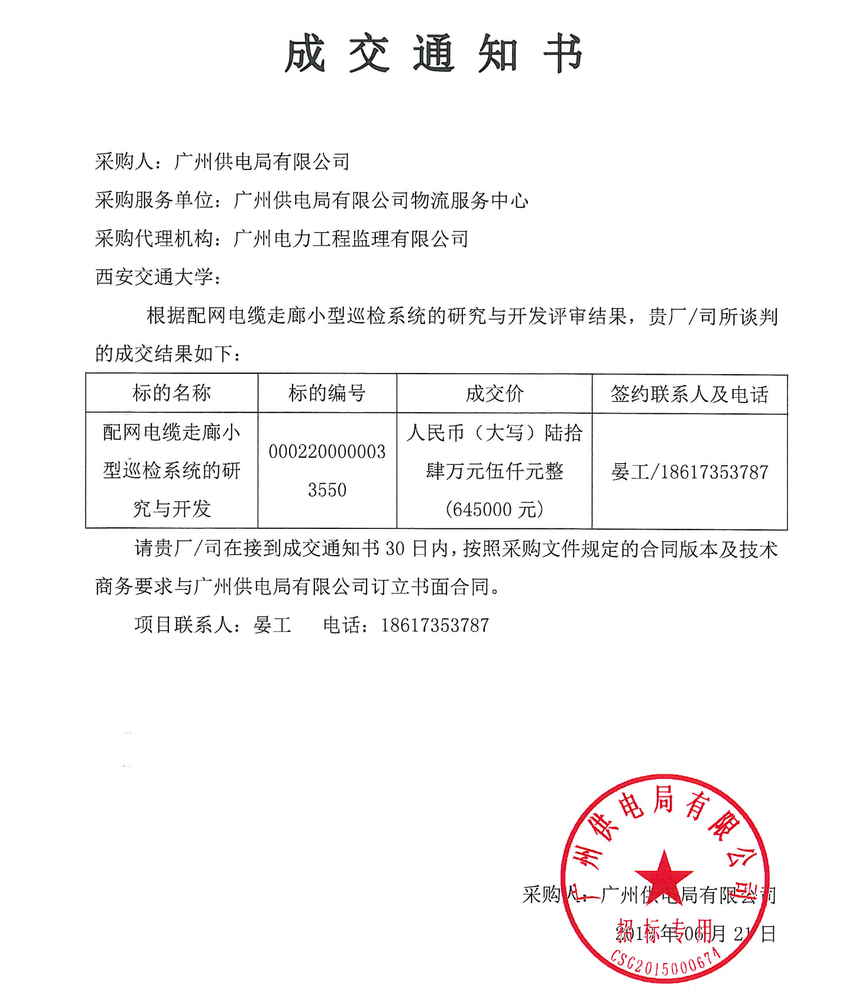 成交通知书
采购人：广州供电局有限公司
采购服务单位：广州供电局有限公司物流服务中心
采购代理机构：广州电力工程监理有限公司
西安交通大学：
根据配网电缆走廊小型巡检系统的研究与开发评审结果，贵厂/司所谈判
的成交结果如下：
标的名称 标的编号 成交价 签约联系人及电话
配网电缆走廊小
型巡检系统的研
究与开发
000220000003
3550
人民币（大写）陆拾
肆万元伍仟元整
(645000 元)
晏工/18617353787
请贵厂/司在接到成交通知书 30 日内，按照采购文件规定的合同版本及技术
商务要求与广州供电局有限公司订立书面合同。
项目联系人：晏工 电话：18617353787
广州供电局有限公司
采购人：广州供电局有限公司
年 06 月 21 日
招标专用
CSG2015000674